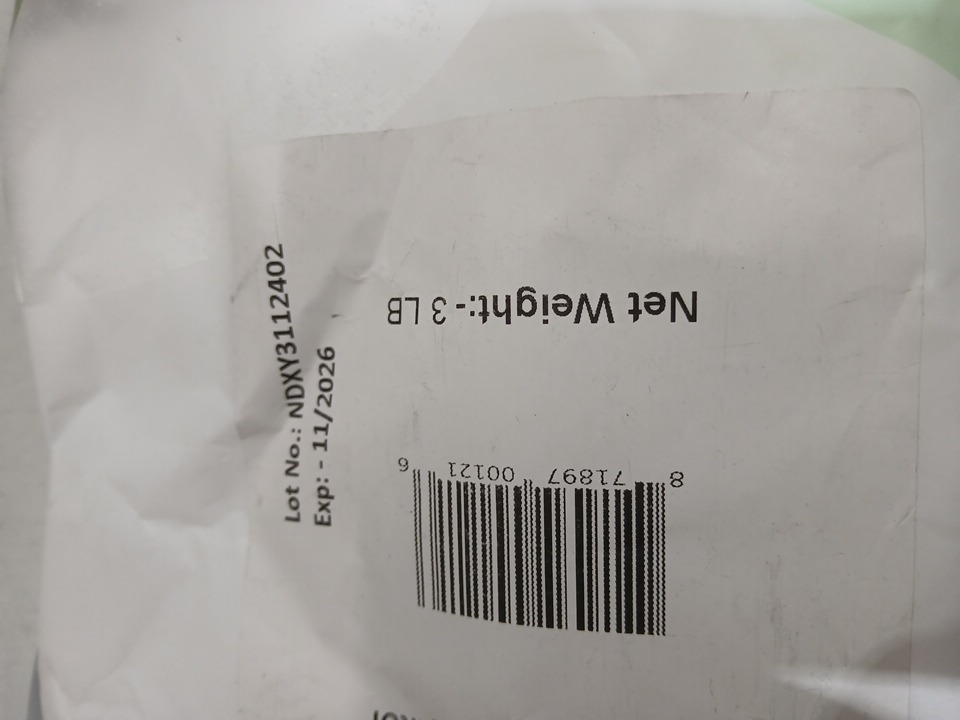 Net Weight:- 3 LB
8 71897 00121 6
Lot No.: NDXY3112402
Exp: - 11/2026